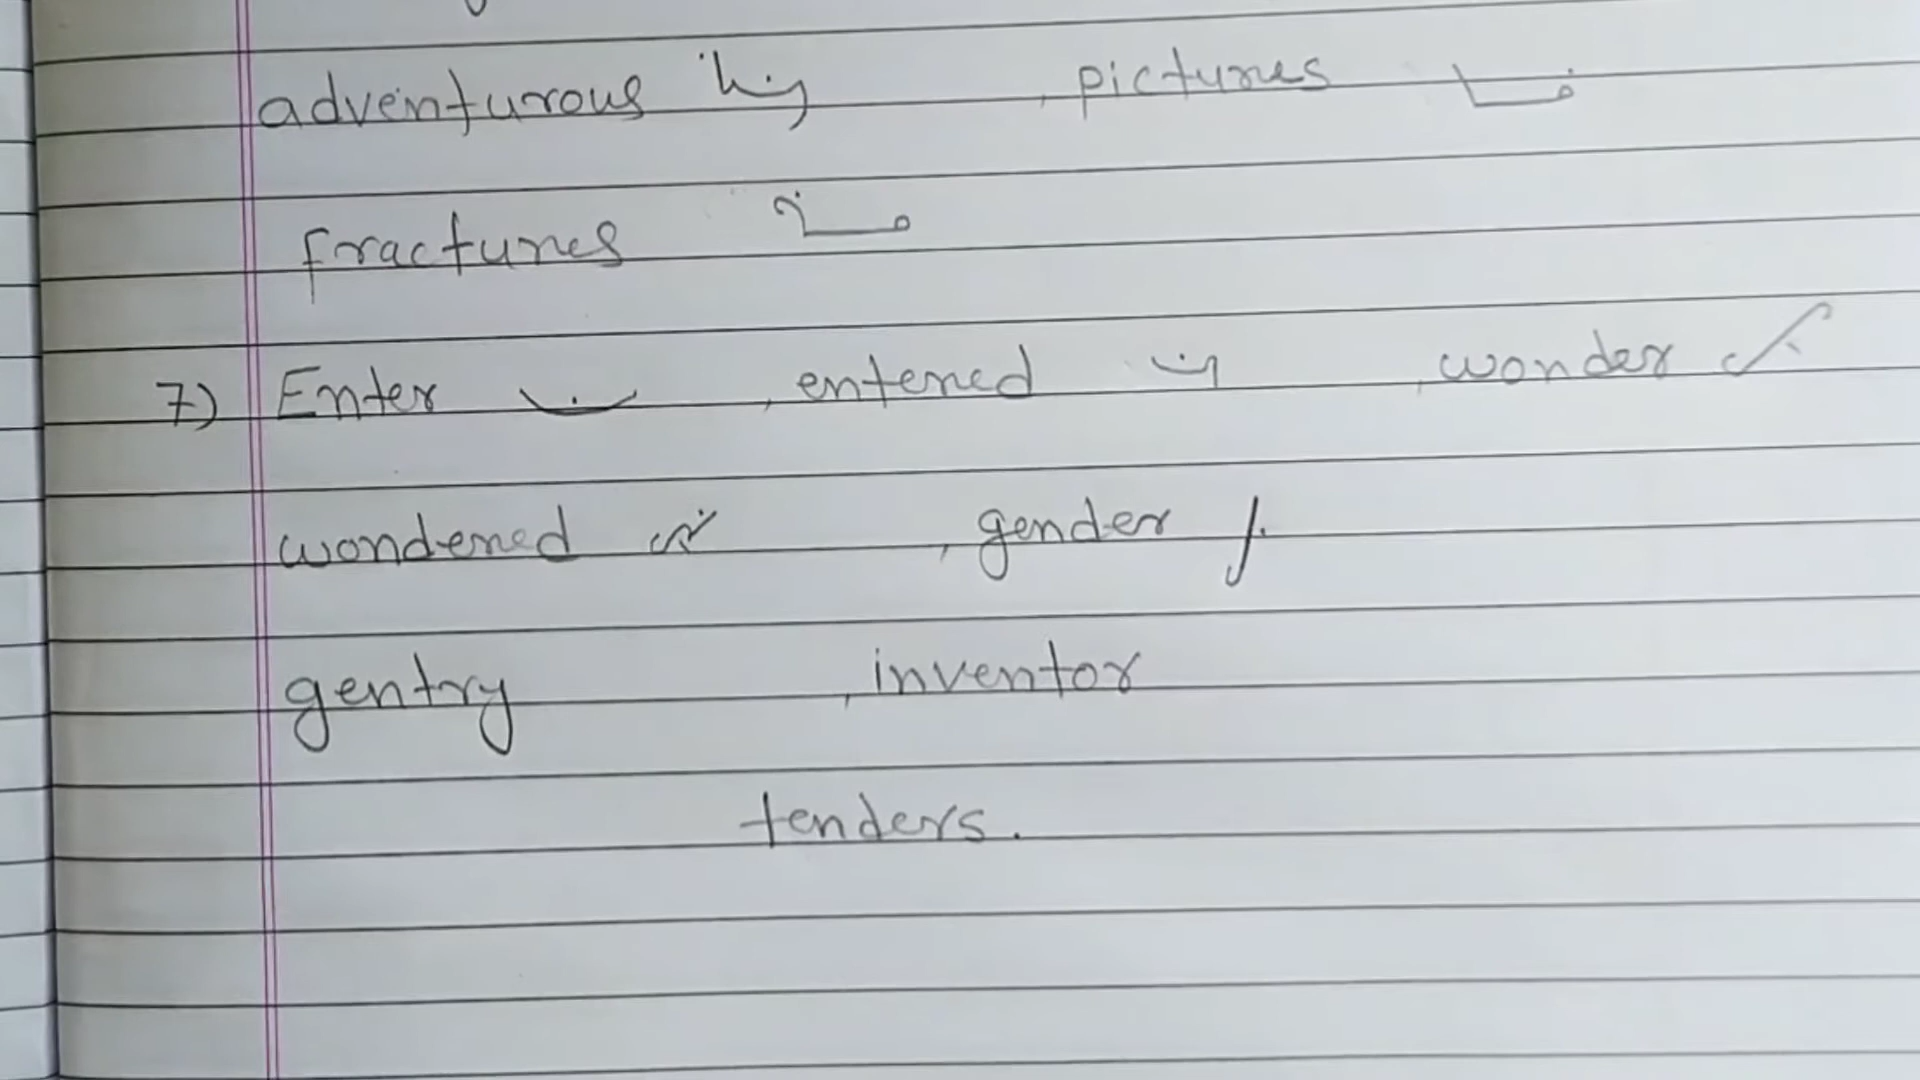 adventurous , pictures
fractures
7) Enter , entered , wonder
wondered , gender
gentry , inventor
tenders.